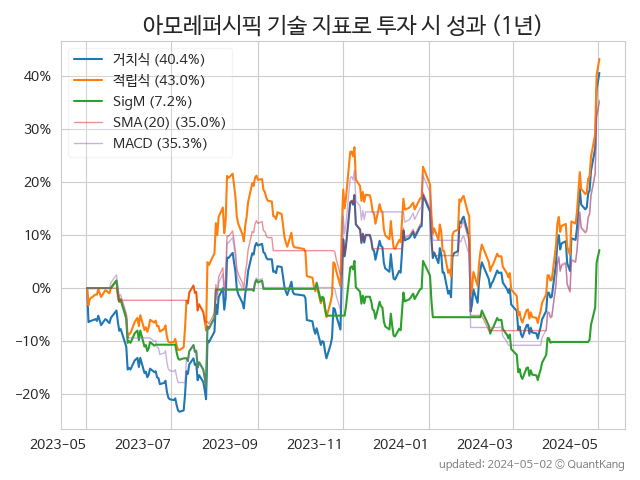 아모레퍼시픽 기술 지표로 투자 시 성과 (1년)
거치식 (40.4%)
적립식 (43.0%)
SigM (7.2%)
SMA(20) (35.0%)
MACD (35.3%)
40%
30%
20%
10%
0%
−10%
−20%
2023-05 2023-07 2023-09 2023-11 2024-01 2024-03 2024-05
updated: 2024-05-02 © QuantKang